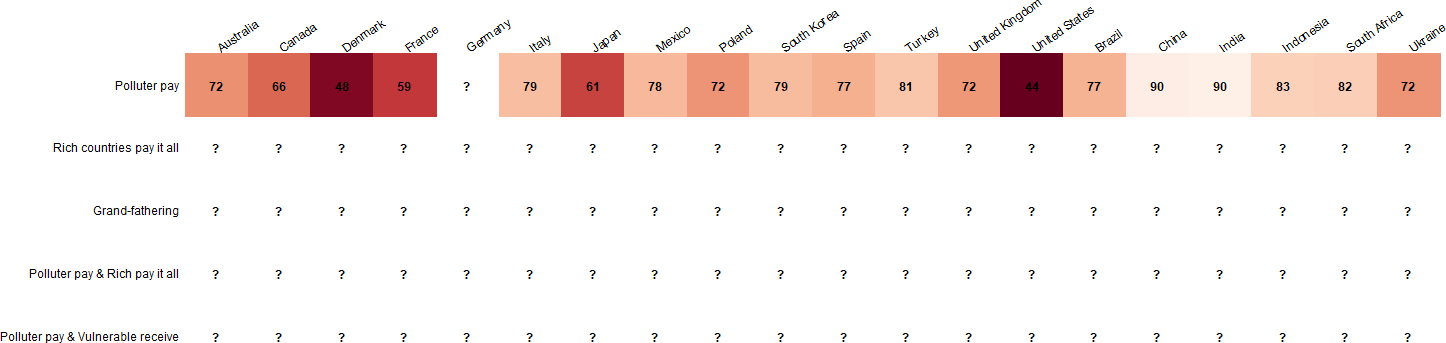 Australia Canada Denmark France Germany Italy Japan Mexico Poland South Korea Spain Turkey United Kingdom United States Brazil China India Indonesia South Africa Ukraine
Polluter pay 72 66 48 59 ? 79 61 78 72 79 77 81 72 44 77 90 90 83 82 72
Rich countries pay it all ? ? ? ? ? ? ? ? ? ? ? ? ? ? ? ? ? ? ? ?
Grand-fathering ? ? ? ? ? ? ? ? ? ? ? ? ? ? ? ? ? ? ? ?
Polluter pay & Rich pay it all ? ? ? ? ? ? ? ? ? ? ? ? ? ? ? ? ? ? ? ?
Polluter pay & Vulnerable receive ? ? ? ? ? ? ? ? ? ? ? ? ? ? ? ? ? ? ? ?